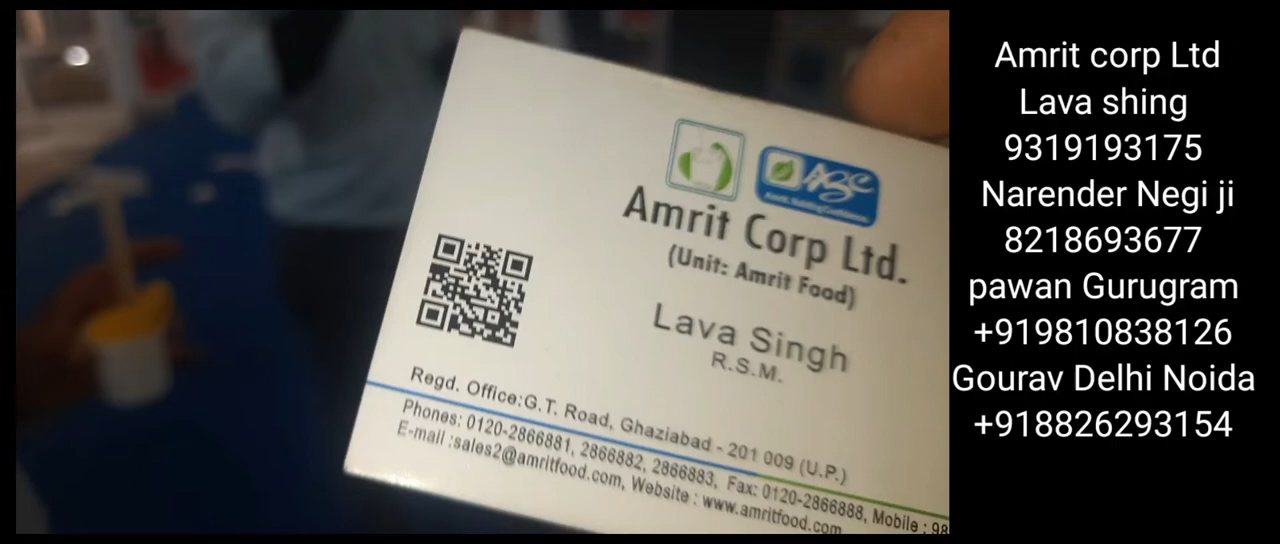 ABC
Amrit Corp Ltd.
(Unit: Amrit Food)
Lava Singh
R.S.M.
Regd. Office:G.T. Road, Ghaziabad - 201 009 (U.P.)
Phones: 0120-2866881, 2866882, 2866883, Fax: 0120-2866888, Mobile : 98
E-mail :sales2@amritfood.com, Website : www.amritfood.com
Amrit corp Ltd
Lava shing
9319193175
Narender Negi ji
8218693677
pawan Gurugram
+919810838126
Gourav Delhi Noida
+918826293154